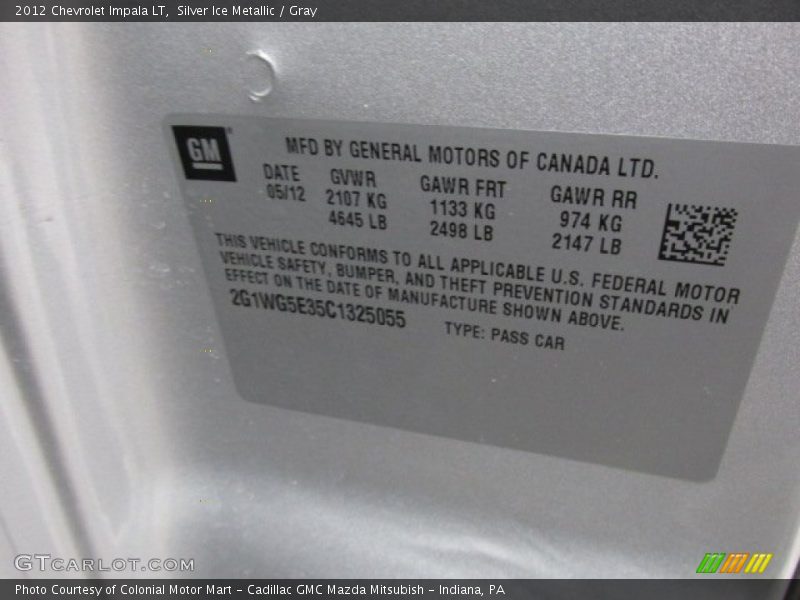 2012 Chevrolet Impala LT,  Silver Ice Metallic / Gray
GM
MFD BY GENERAL MOTORS OF CANADA LTD.
DATE GVWR GAWR FRT GAWR RR
05/12 2107 KG 1133 KG 974 KG
4645 LB 2498 LB 2147 LB
THIS VEHICLE CONFORMS TO ALL APPLICABLE U.S. FEDERAL MOTOR
VEHICLE SAFETY, BUMPER, AND THEFT PREVENTION STANDARDS IN
EFFECT ON THE DATE OF MANUFACTURE SHOWN ABOVE.
2G1WG5E35C1325055 TYPE: PASS CAR
GTCARLOT.COM
Photo Courtesy of Colonial Motor Mart - Cadillac GMC Mazda Mitsubish - Indiana, PA